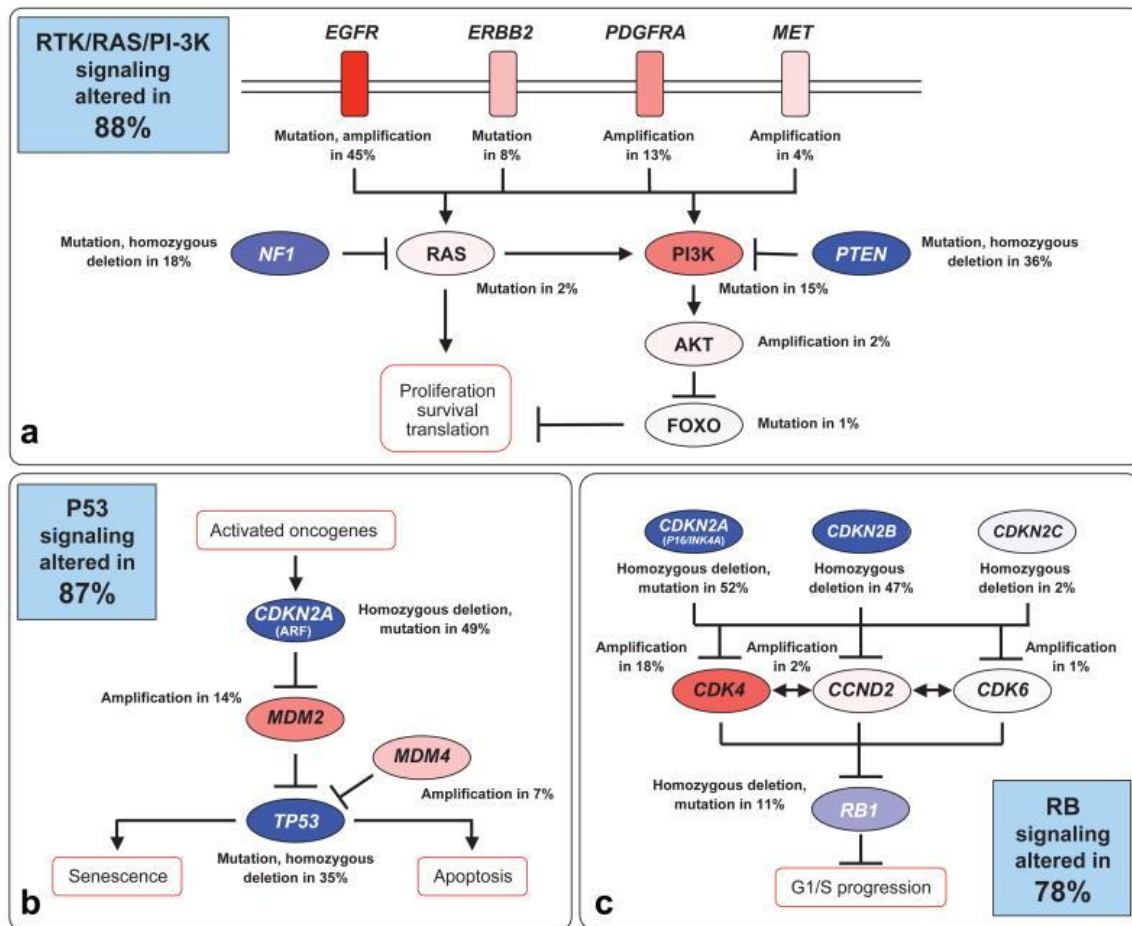 RTK/RAS/PI-3K
signaling
altered in
88%
EGFR
ERBB2
PDGFRA
MET
Mutation, amplification
in 45%
Mutation
in 8%
Amplification
in 13%
Amplification
in 4%
Mutation, homozygous
deletion in 18%
NF1
RAS
Mutation in 2%
PI3K
Mutation in 15%
PTEN
Mutation, homozygous
deletion in 36%
AKT
Amplification in 2%
Proliferation
survival
translation
FOXO
Mutation in 1%
a
P53
signaling
altered in
87%
Activated oncogenes
CDKN2A
(ARF)
Homozygous deletion,
mutation in 49%
Amplification in 14%
MDM2
MDM4
Amplification in 7%
TP53
Mutation, homozygous
deletion in 35%
Senescence
Apoptosis
b
CDKN2A
(P16/INK4A)
CDKN2B
CDKN2C
Homozygous deletion,
mutation in 52%
Homozygous
deletion in 47%
Homozygous
deletion in 2%
Amplification
in 18%
Amplification
in 2%
Amplification
in 1%
CDK4
CCND2
CDK6
Homozygous deletion,
mutation in 11%
RB1
G1/S progression
RB
signaling
altered in
78%
c